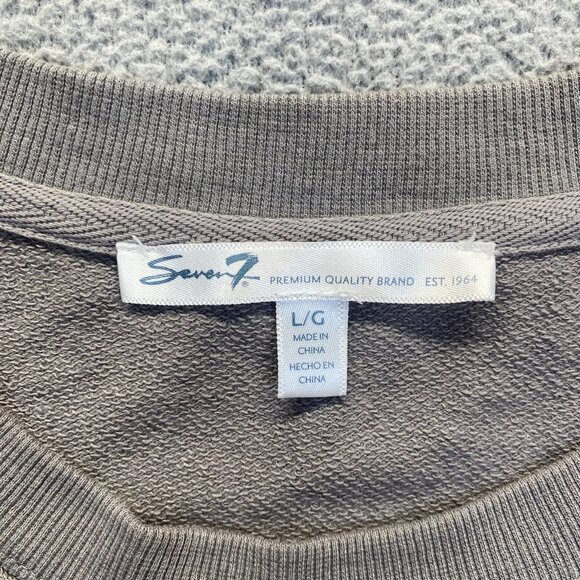 Seven7® PREMIUM QUALITY BRAND EST. 1964
L/G
MADE IN
CHINA
HECHO EN
CHINA